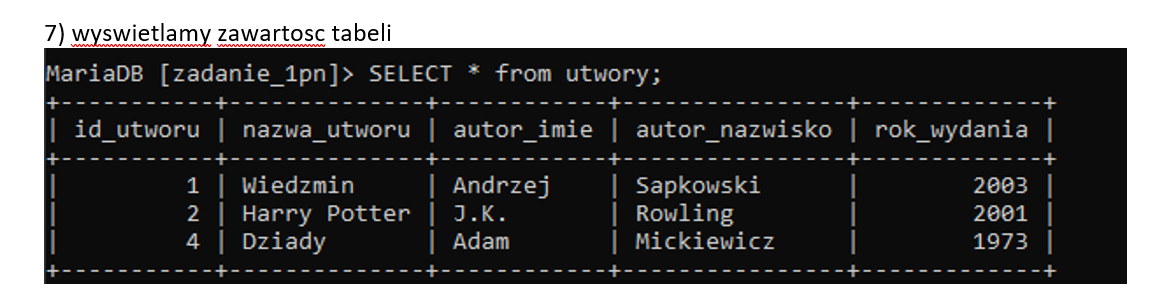 7) wyswietlamy zawartosc tabeli
MariaDB [zadanie_1pn]> SELECT * from utwory;
+-----------+--------------+------------+----------------+-------------+
| id_utworu | nazwa_utworu | autor_imie | autor_nazwisko | rok_wydania |
+-----------+--------------+------------+----------------+-------------+
|         1 | Wiedzmin     | Andrzej    | Sapkowski      |        2003 |
|         2 | Harry Potter | J.K.       | Rowling        |        2001 |
|         4 | Dziady       | Adam       | Mickiewicz     |        1973 |
+-----------+--------------+------------+----------------+-------------+